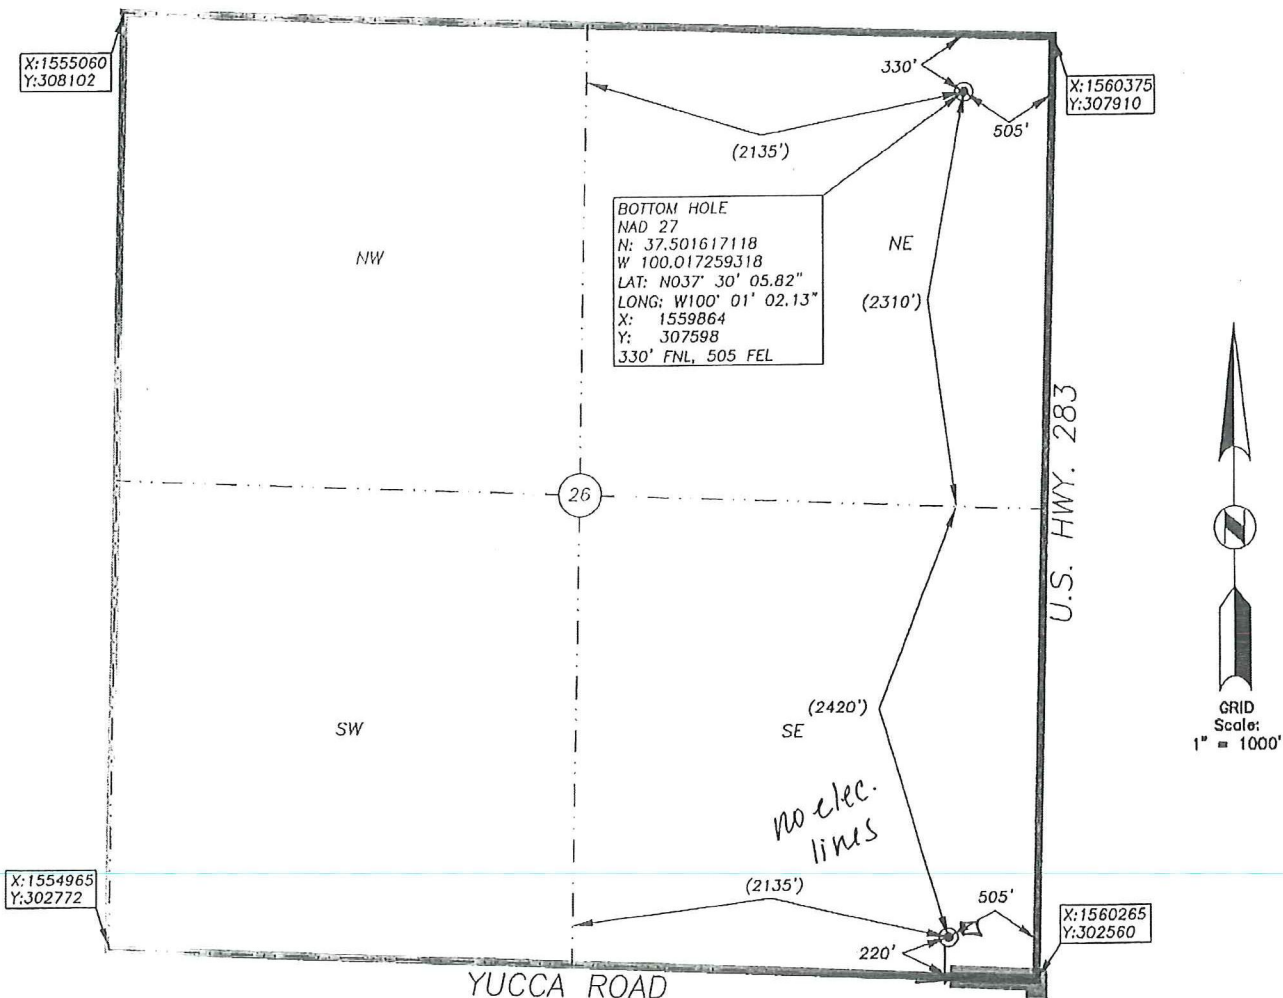 X:1555060
Y:308102
330'
X:1560375
Y:307910
505'
(2135')
BOTTOM HOLE
NAD 27
N: 37.501617118
W 100.017259318
LAT: N037° 30' 05.82"
LONG: W100° 01' 02.13"
X: 1559864
Y: 307598
330' FNL, 505 FEL
NW
NE
(2310')
U.S. HWY. 283
26
N
GRID
Scale:
1" = 1000'
(2420')
SW
SE
no elec.
lines
X:1554965
Y:302772
(2135')
505'
X:1560265
Y:302560
220'
YUCCA ROAD